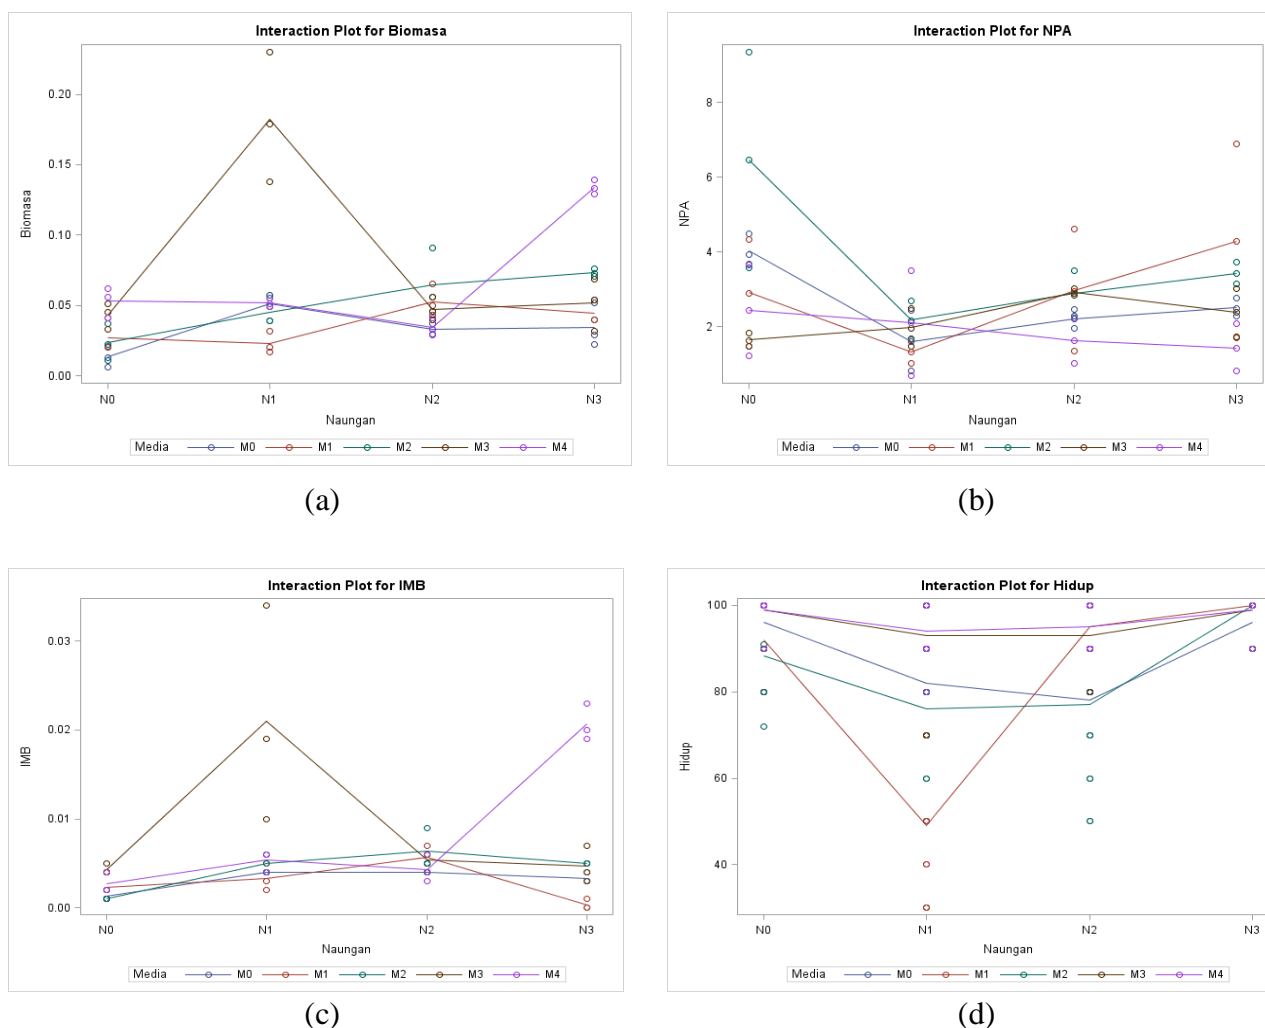 Interaction Plot for Biomasa
0.20
0.15
0.10
0.05
0.00
Biomasa
N0 N1 N2 N3
Naungan
Media M0 M1 M2 M3 M4
(a)
Interaction Plot for NPA
8
6
4
2
NPA
N0 N1 N2 N3
Naungan
Media M0 M1 M2 M3 M4
(b)
Interaction Plot for IMB
0.03
0.02
0.01
0.00
IMB
N0 N1 N2 N3
Naungan
Media M0 M1 M2 M3 M4
(c)
Interaction Plot for Hidup
100
80
60
40
Hidup
N0 N1 N2 N3
Naungan
Media M0 M1 M2 M3 M4
(d)